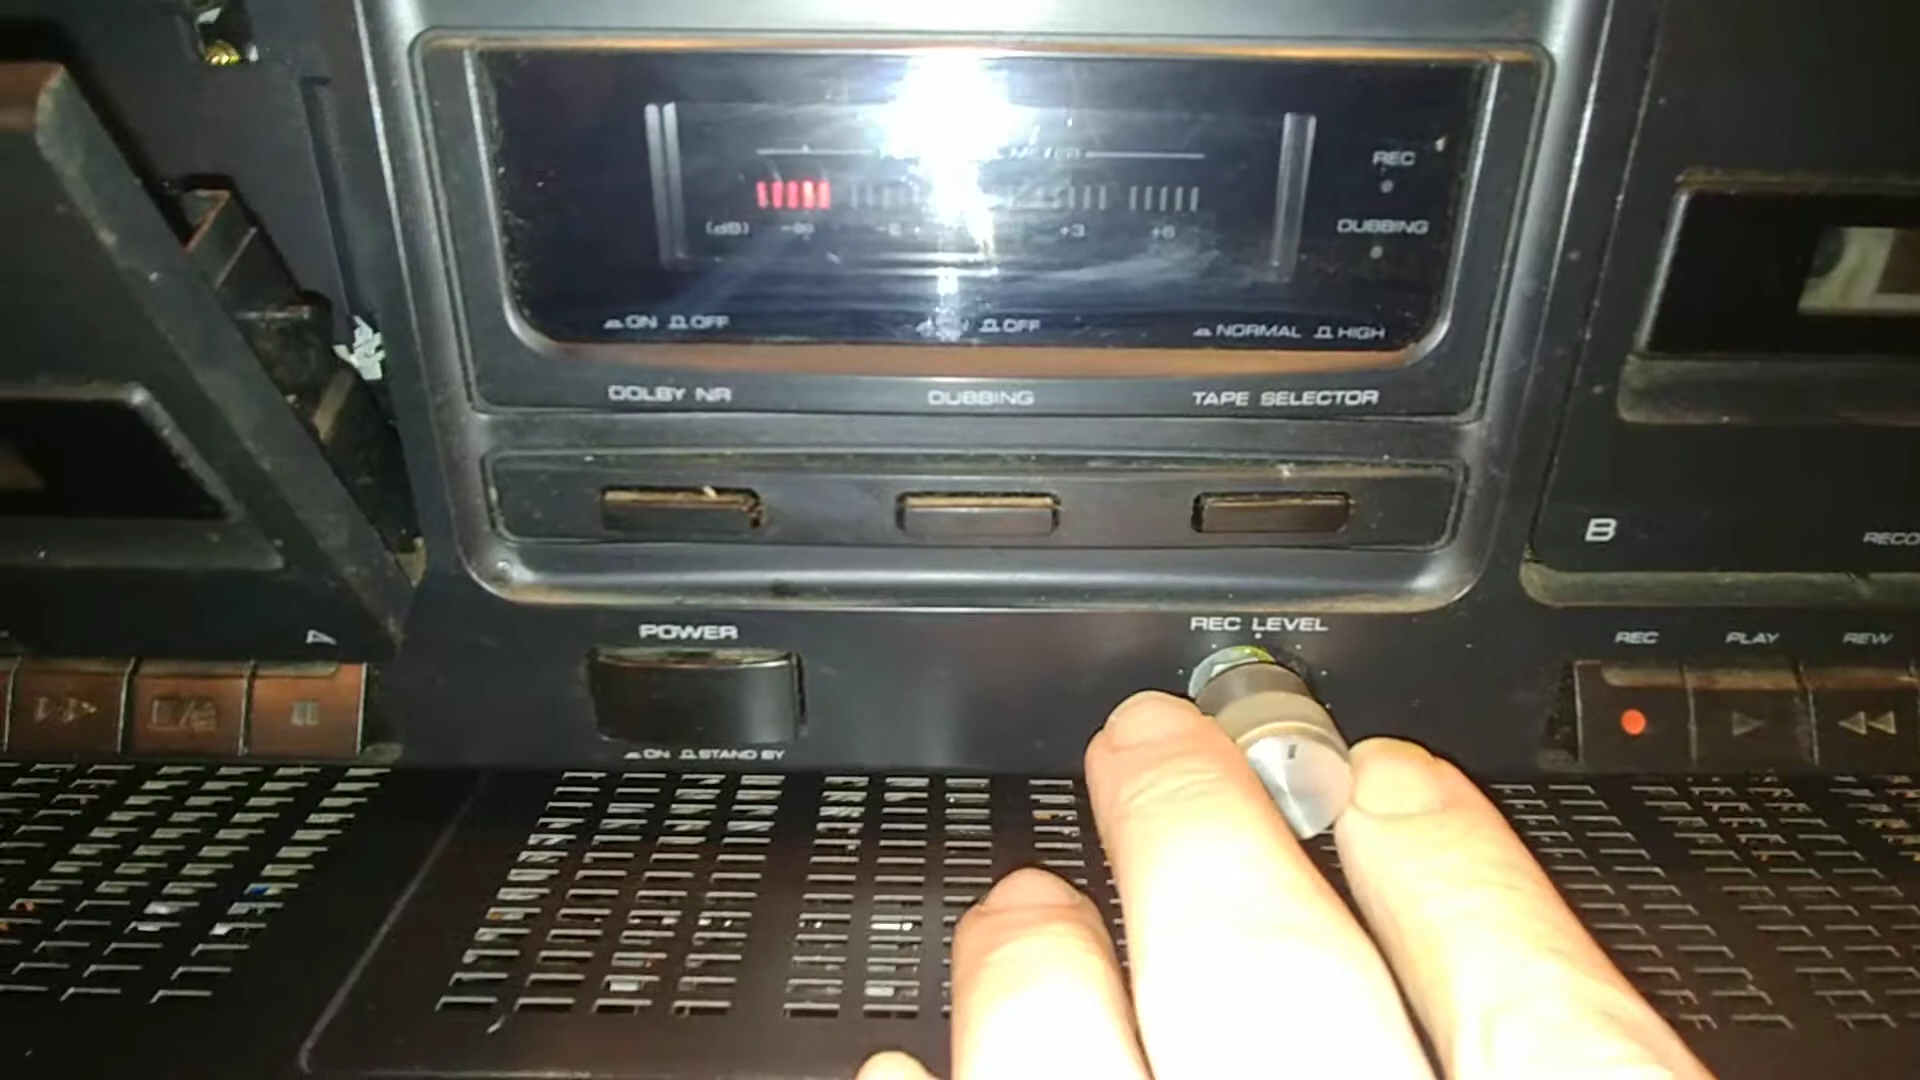 REC
DUBBING
(dB) -∞ +3 +6
ON OFF OFF NORMAL HIGH
DOLBY NR DUBBING TAPE SELECTOR
B
A
POWER REC LEVEL REC PLAY REW
ON STAND BY